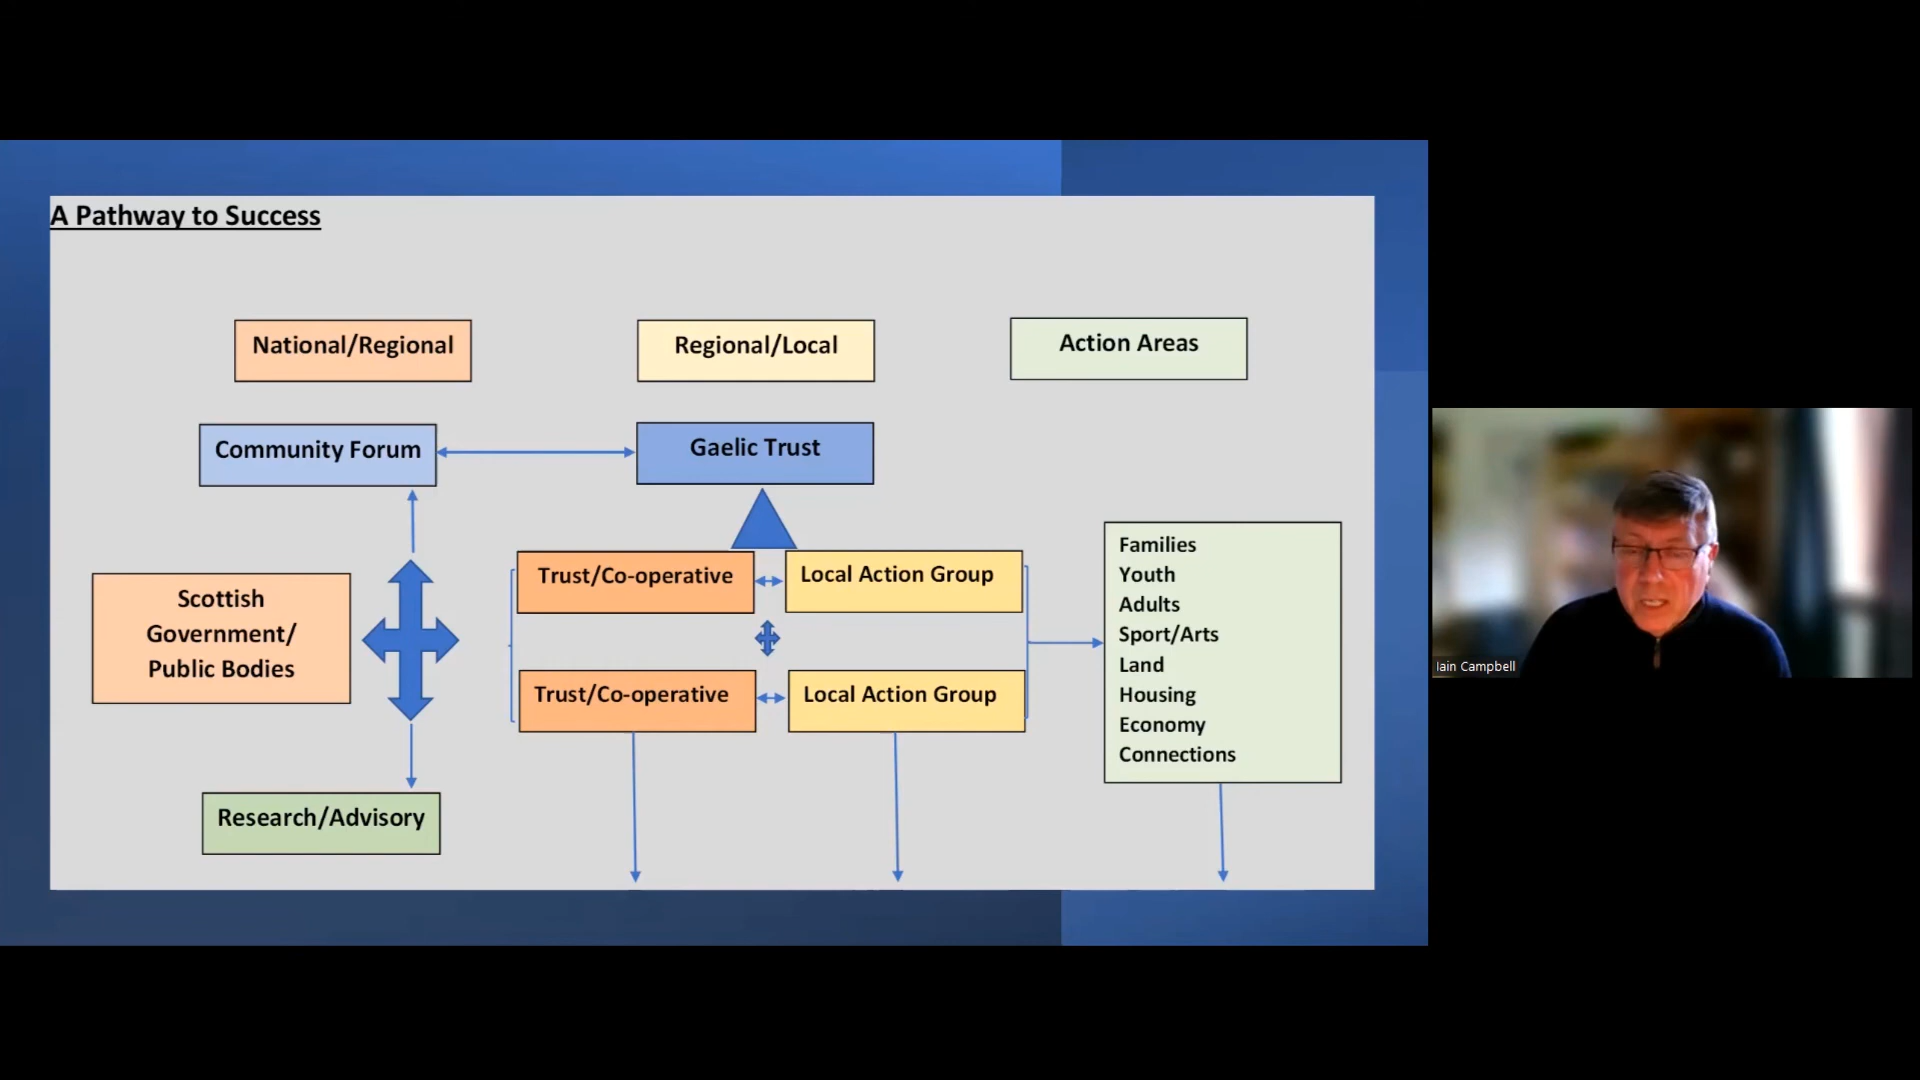 A Pathway to Success
National/Regional
Regional/Local
Action Areas
Community Forum
Gaelic Trust
Scottish
Government/
Public Bodies
Trust/Co-operative
Local Action Group
Trust/Co-operative
Local Action Group
Families
Youth
Adults
Sport/Arts
Land
Housing
Economy
Connections
Research/Advisory
Iain Campbell